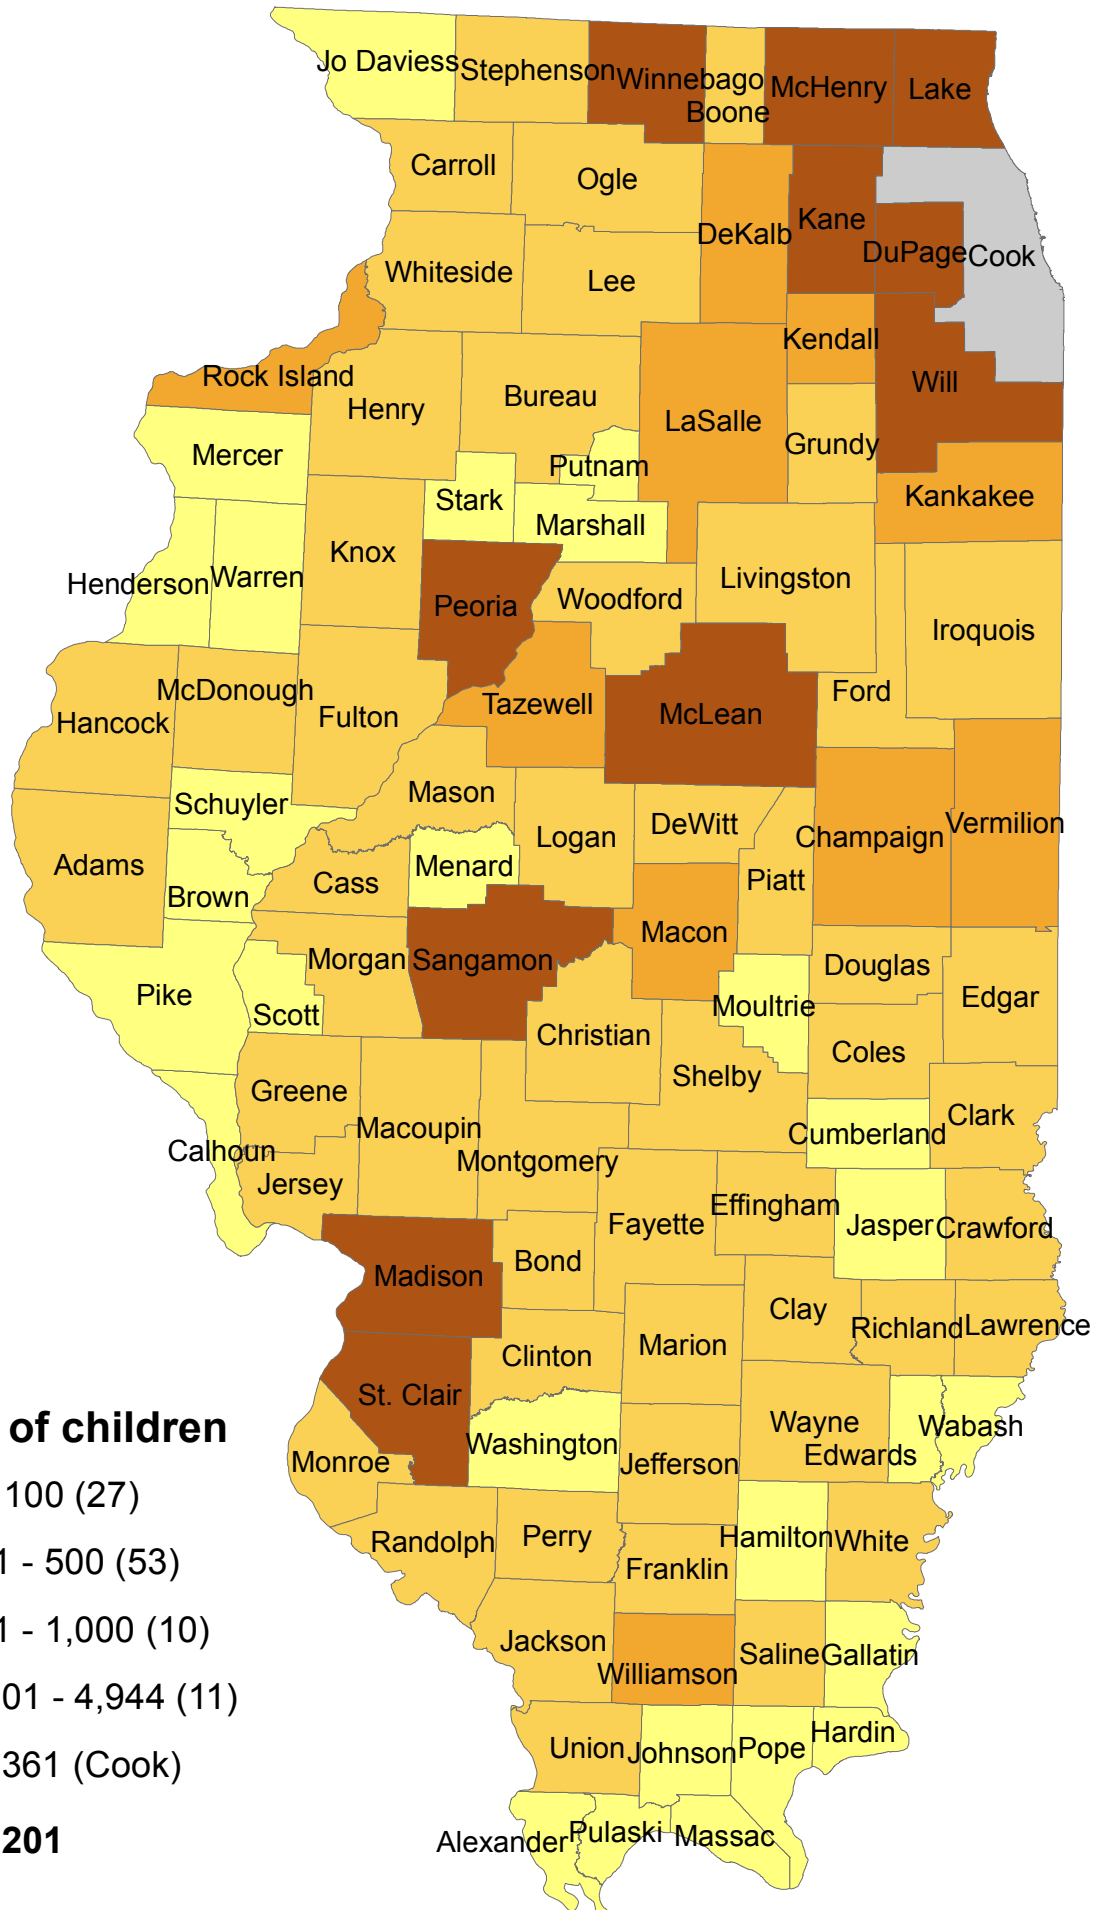 Jo Daviess
Stephenson
Winnebago
Boone
McHenry
Lake
Carroll
Ogle
DeKalb
Kane
DuPage
Cook
Whiteside
Lee
Kendall
Rock Island
Henry
Bureau
LaSalle
Will
Mercer
Putnam
Grundy
Stark
Marshall
Kankakee
Henderson
Warren
Knox
Peoria
Woodford
Livingston
Iroquois
Hancock
McDonough
Fulton
Tazewell
McLean
Ford
Schuyler
Mason
Logan
DeWitt
Champaign
Vermilion
Adams
Brown
Cass
Menard
Piatt
Macon
Pike
Scott
Morgan
Sangamon
Christian
Moultrie
Douglas
Edgar
Coles
Shelby
Greene
Macoupin
Montgomery
Cumberland
Clark
Calhoun
Jersey
Fayette
Effingham
Jasper
Crawford
Madison
Bond
Clay
Richland
Lawrence
Marion
Clinton
St. Clair
Washington
Wayne
Edwards
Wabash
Monroe
Jefferson
Randolph
Perry
Franklin
Hamilton
White
Jackson
Williamson
Saline
Gallatin
Union
Johnson
Pope
Hardin
Alexander
Pulaski
Massac
of children
100 (27)
1 - 500 (53)
1 - 1,000 (10)
01 - 4,944 (11)
361 (Cook)
201